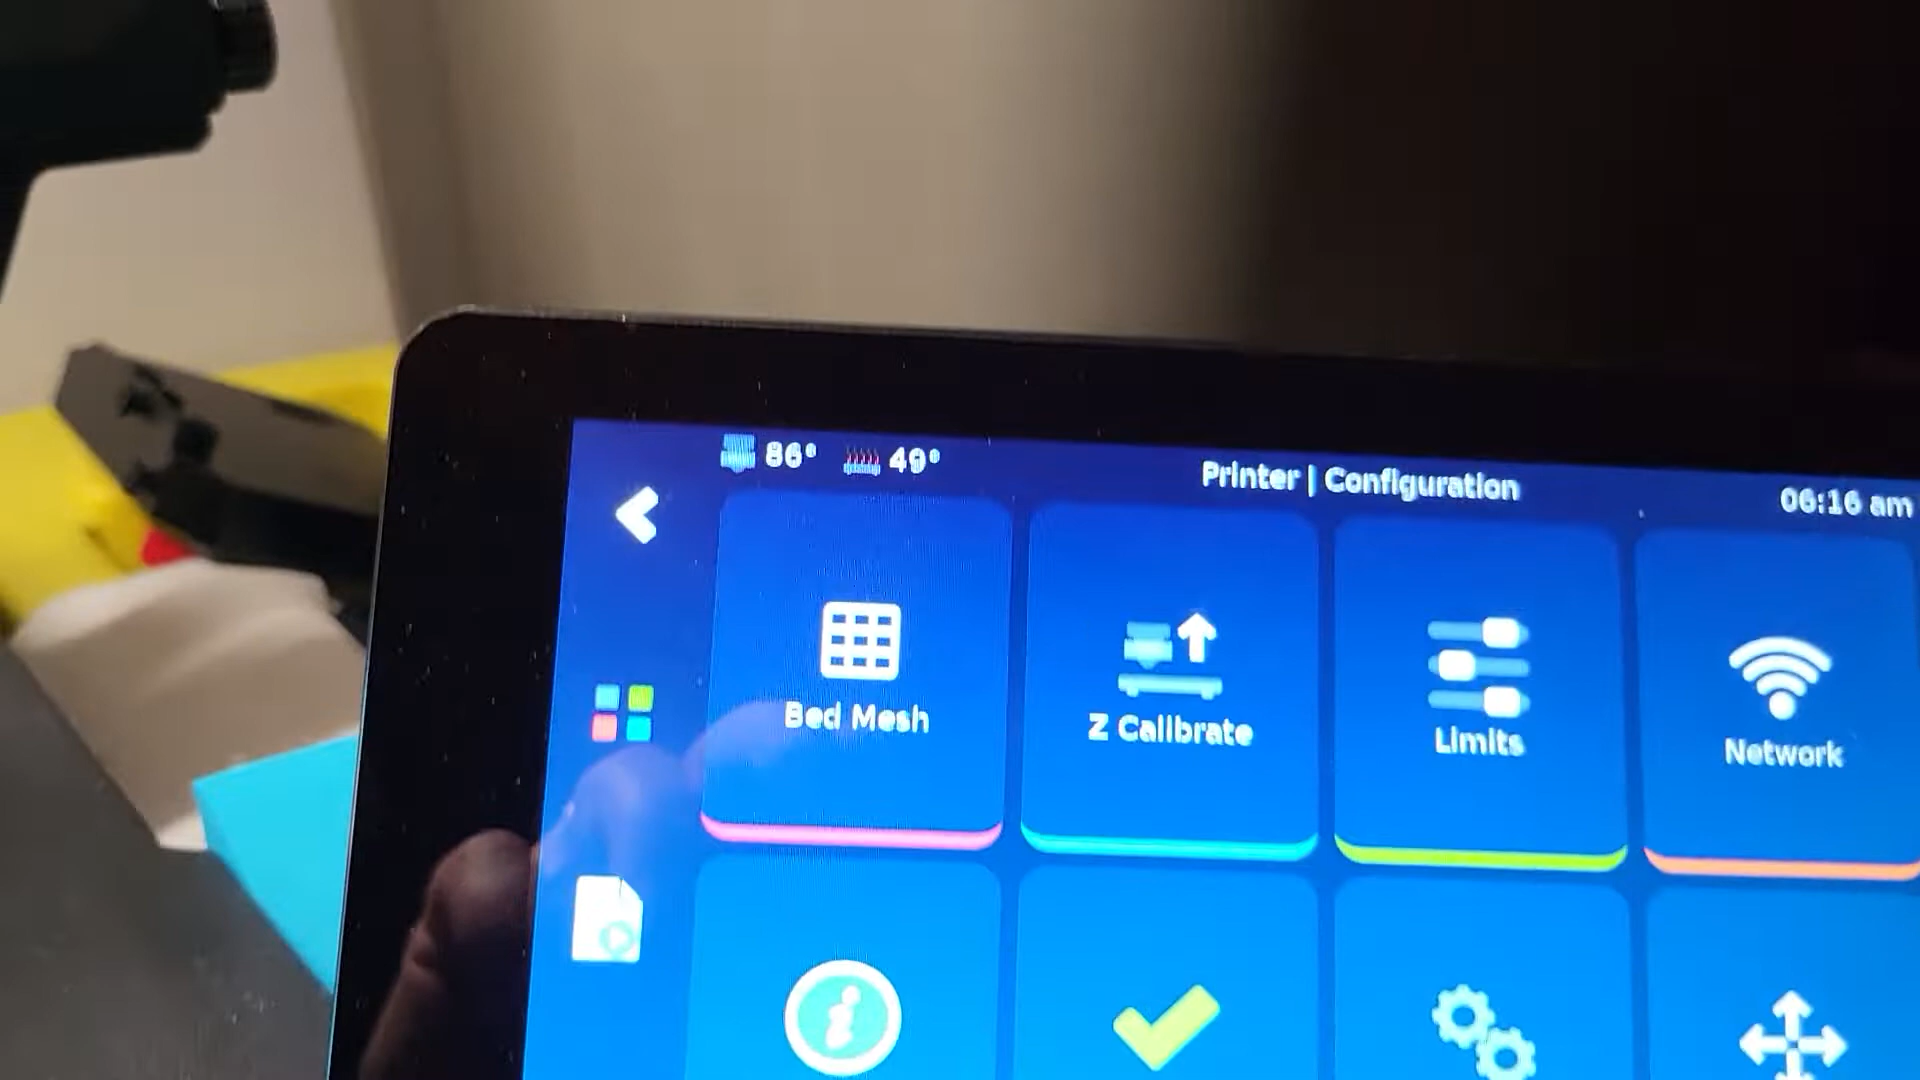 86° 49° Printer | Configuration 06:16 am
Bed Mesh
Z Calibrate
Limits
Network